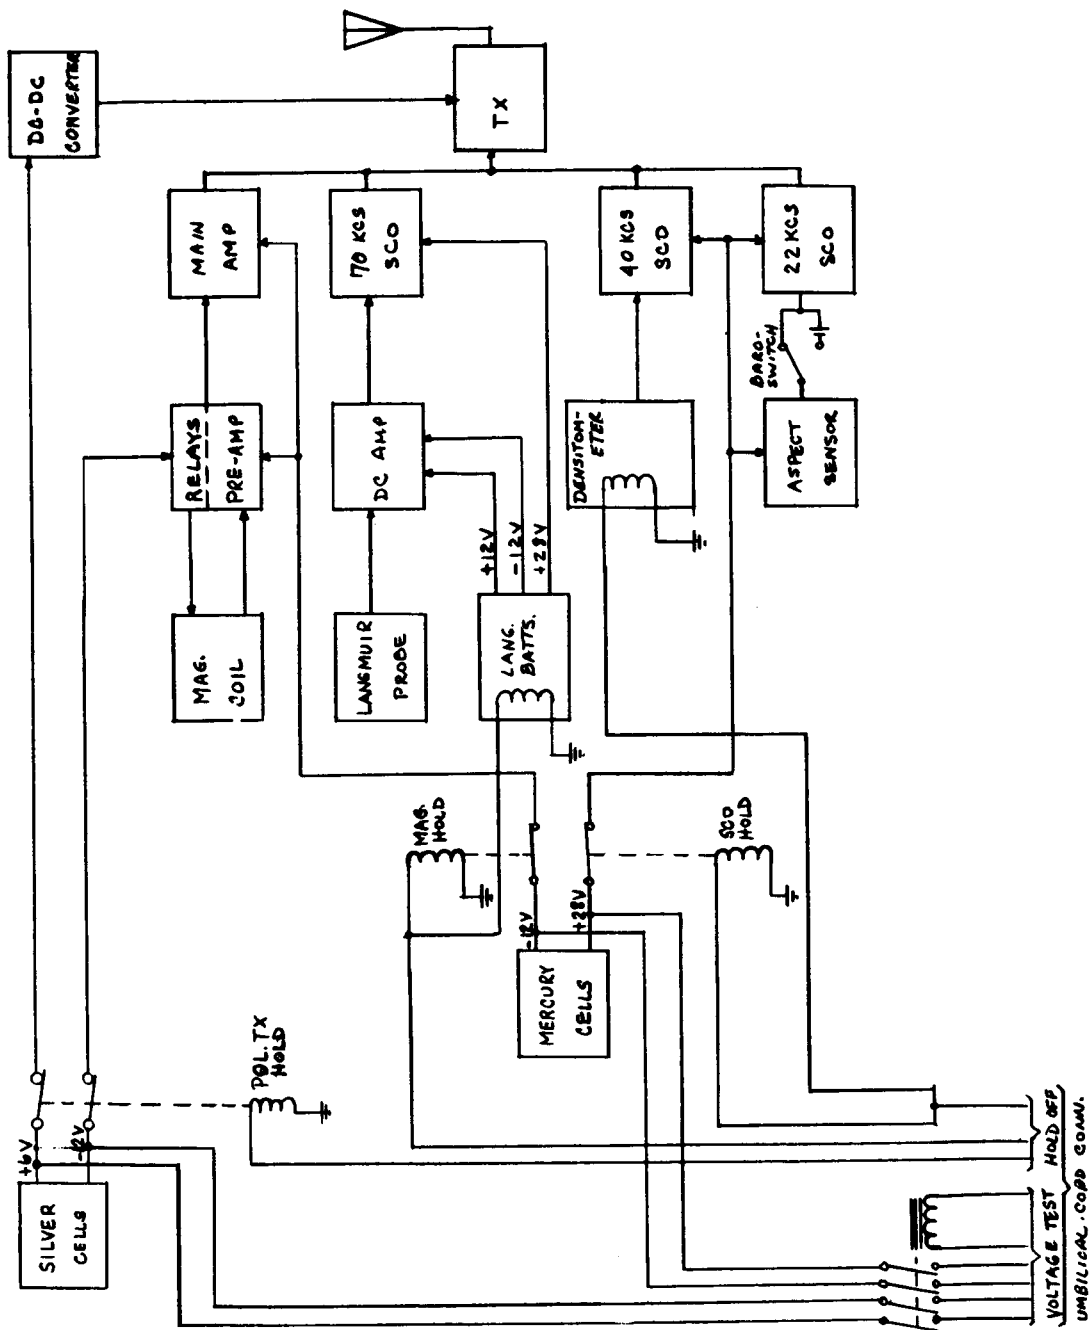 SILVER
CELLS
+6V
-12V
DC-DC
CONVERTER
POL. TX
HOLD
MAG.
COIL
RELAYS
PRE-AMP
MAIN
AMP
LANGMUIR
PROBE
DC AMP
70 KCS
SCO
TX
MAG.
HOLD
LANG.
BATTS.
+12V
-12V
+28V
MERCURY
CELLS
-12V
+28V
DENSITOM-
ETER
40 KCS
SCO
SCO
HOLD
BARO-
SWITCH
ASPECT
SENSOR
22 KCS
SCO
VOLTAGE TEST
HOLD OFF
UMBILICAL CORD CONN.